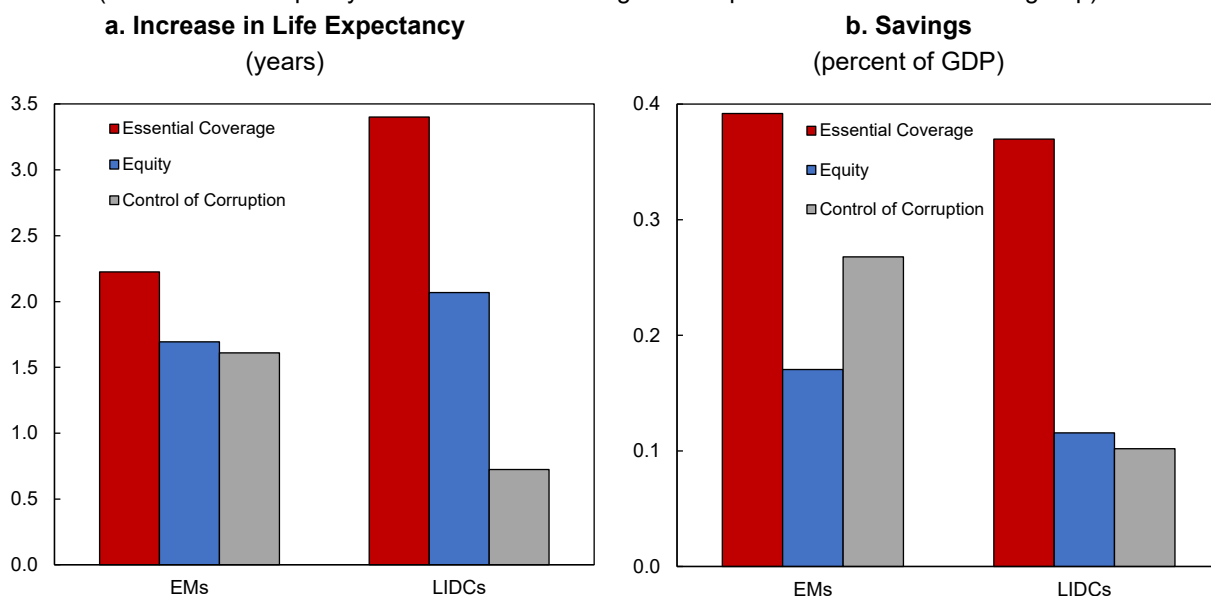 a. Increase in Life Expectancy
(years)
3.5
3.0
2.5
2.0
1.5
1.0
0.5
0.0
Essential Coverage
Equity
Control of Corruption
EMs
LIDCs
b. Savings
(percent of GDP)
0.4
0.3
0.2
0.1
0.0
Essential Coverage
Equity
Control of Corruption
EMs
LIDCs